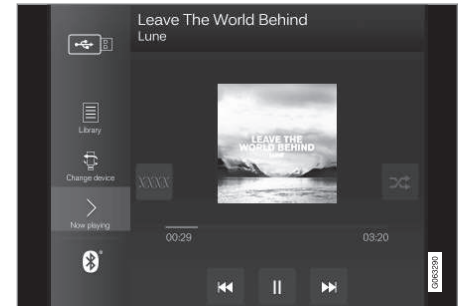 Leave The World Behind
Lune
Library
Change device
Now playing
LEAVE THE
WORLD BEHIND
LUNE
XXXX
00:29
03:20
G063290